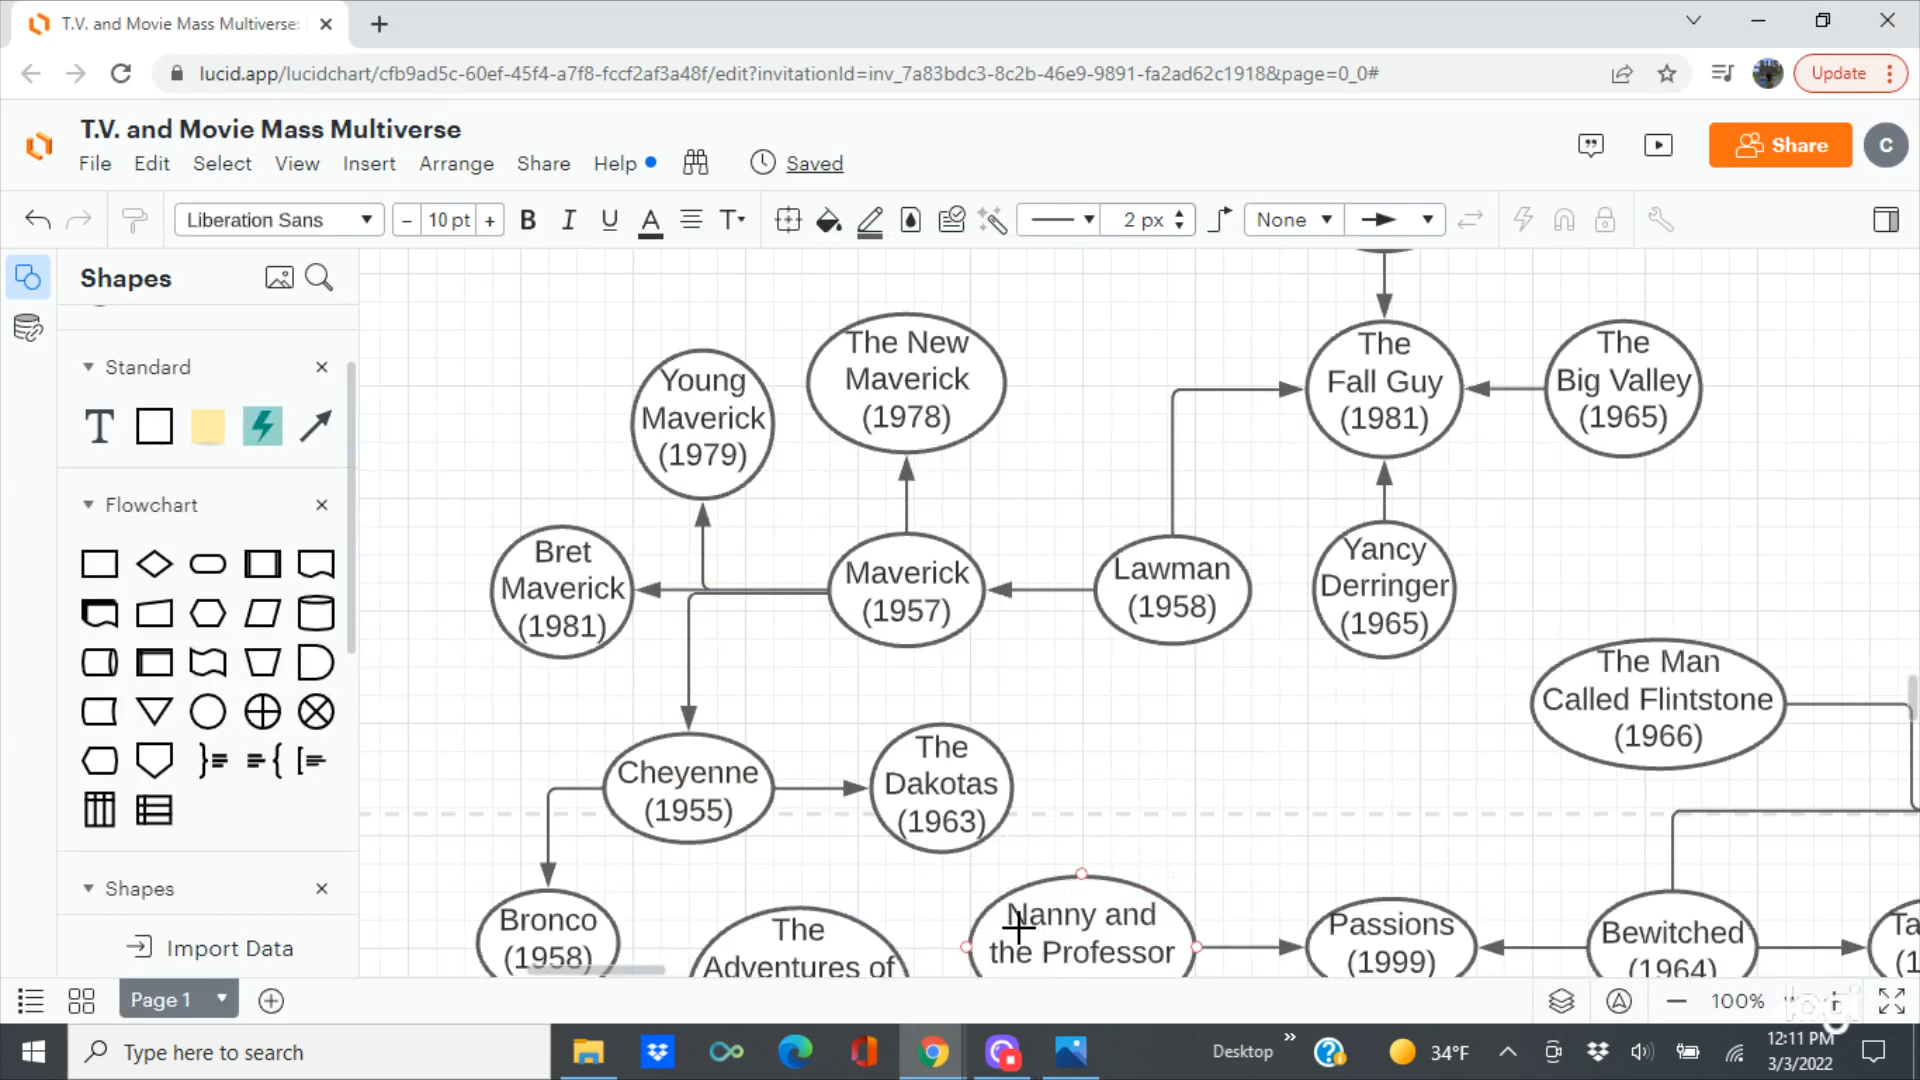 T.V. and Movie Mass Multiverse:
lucid.app/lucidchart/cfb9ad5c-60ef-45f4-a7f8-fccf2af3a48f/edit?invitationId=inv_7a83bdc3-8c2b-46e9-9891-fa2ad62c1918&page=0_0#
Update
T.V. and Movie Mass Multiverse
File Edit Select View Insert Arrange Share Help
Saved
Share
C
Liberation Sans
- 10 pt +
B I U A T
2 px
None
Shapes
Standard
T
Flowchart
Shapes
Import Data
Young
Maverick
(1979)
The New
Maverick
(1978)
The
Fall Guy
(1981)
The
Big Valley
(1965)
Bret
Maverick
(1981)
Maverick
(1957)
Lawman
(1958)
Yancy
Derringer
(1965)
The Man
Called Flintstone
(1966)
Cheyenne
(1955)
The
Dakotas
(1963)
Bronco
(1958)
The
Adventures of
Nanny and
the Professor
Passions
(1999)
Bewitched
(1964)
Page 1
100%
Type here to search
Desktop
34°F
12:11 PM
3/3/2022